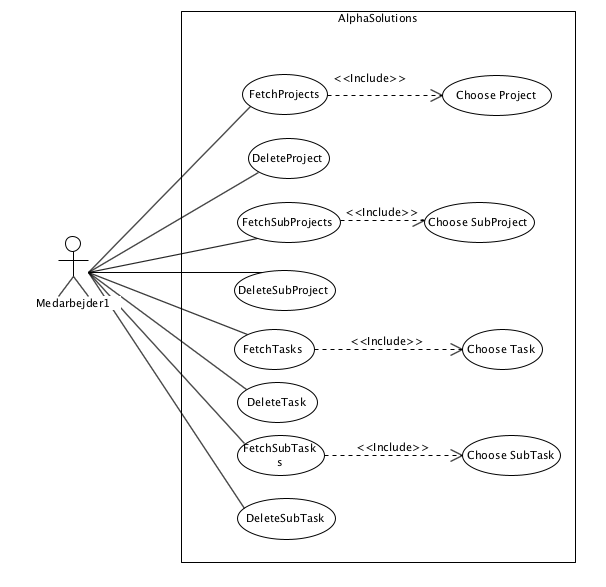 AlphaSolutions
FetchProjects
<<Include>>
Choose Project
DeleteProject
FetchSubProjects
<<Include>>
Choose SubProject
Medarbejder1
DeleteSubProject
FetchTasks
<<Include>>
Choose Task
DeleteTask
FetchSubTask
s
<<Include>>
Choose SubTask
DeleteSubTask